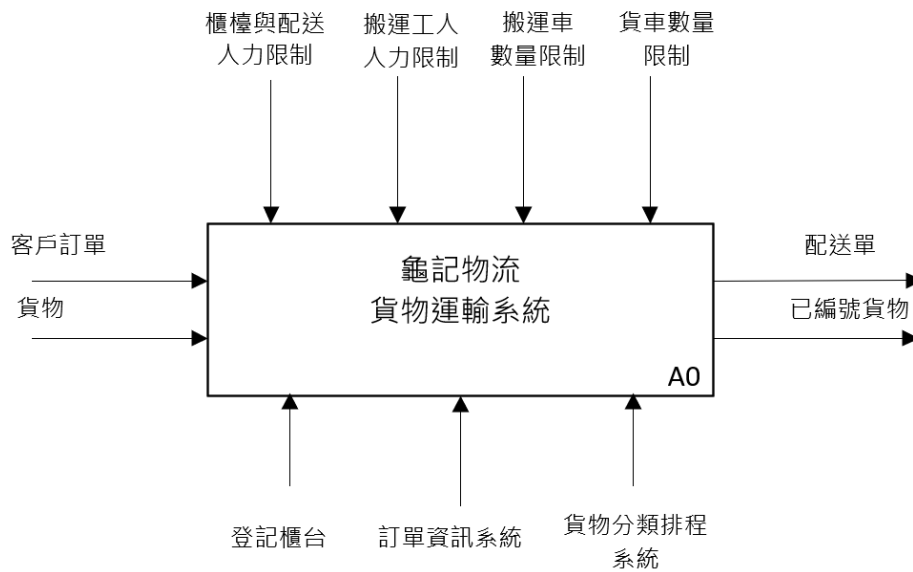 櫃檯與配送
人力限制
搬運工人
人力限制
搬運車
數量限制
貨車數量
限制
客戶訂單
貨物
龜記物流
貨物運輸系統
A0
配送單
已編號貨物
登記櫃台
訂單資訊系統
貨物分類排程
系統